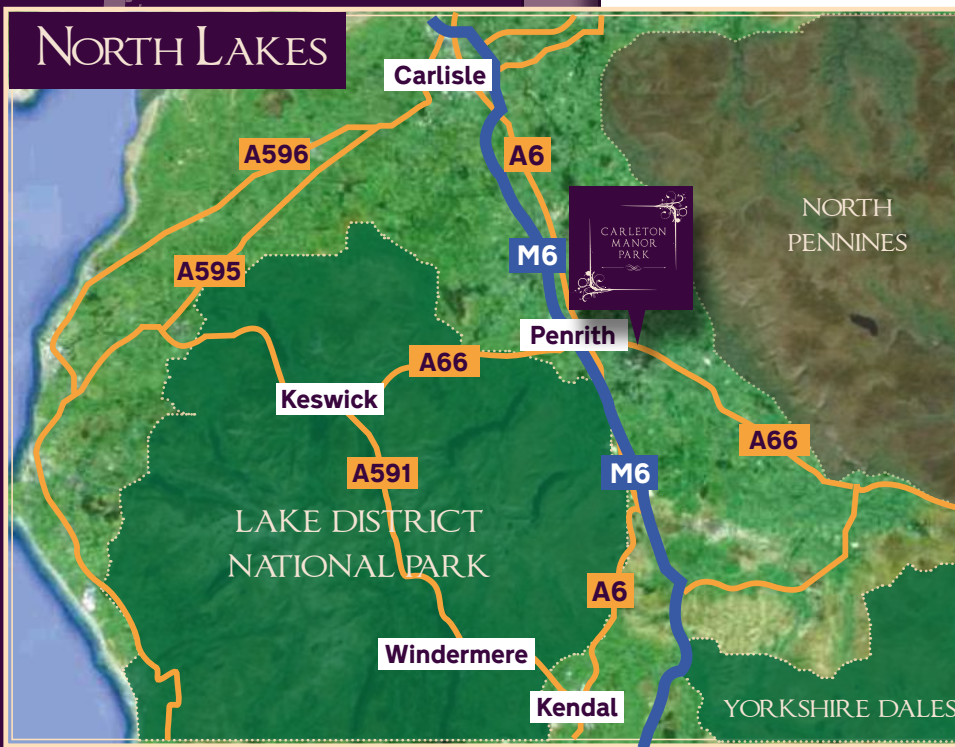 NORTH LAKES
Carlisle
A596
A6
NORTH
PENNINES
CARLETON
MANOR
PARK
M6
A595
Penrith
A66
Keswick
A66
A591
M6
LAKE DISTRICT
NATIONAL PARK
A6
Windermere
Kendal
YORKSHIRE DALES